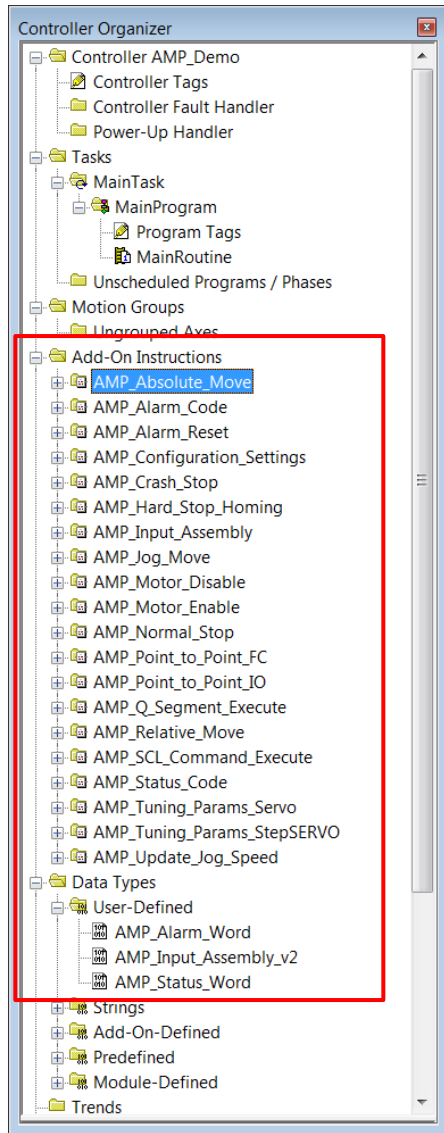 Controller Organizer
Controller AMP_Demo
Controller Tags
Controller Fault Handler
Power-Up Handler
Tasks
MainTask
MainProgram
Program Tags
MainRoutine
Unscheduled Programs / Phases
Motion Groups
Ungrouped Axes
Add-On Instructions
AMP_Absolute_Move
AMP_Alarm_Code
AMP_Alarm_Reset
AMP_Configuration_Settings
AMP_Crash_Stop
AMP_Hard_Stop_Homing
AMP_Input_Assembly
AMP_Jog_Move
AMP_Motor_Disable
AMP_Motor_Enable
AMP_Normal_Stop
AMP_Point_to_Point_FC
AMP_Point_to_Point_IO
AMP_Q_Segment_Execute
AMP_Relative_Move
AMP_SCL_Command_Execute
AMP_Status_Code
AMP_Tuning_Params_Servo
AMP_Tuning_Params_StepSERVO
AMP_Update_Jog_Speed
Data Types
User-Defined
AMP_Alarm_Word
AMP_Input_Assembly_v2
AMP_Status_Word
Strings
Add-On-Defined
Predefined
Module-Defined
Trends